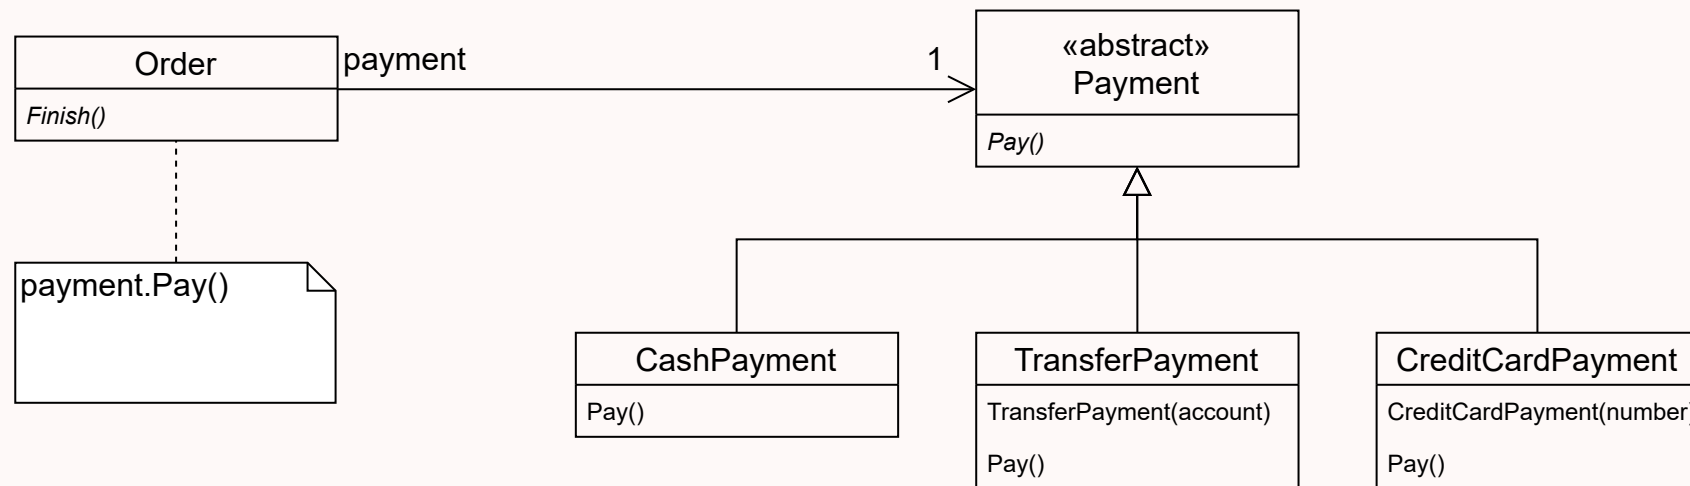 Order
Finish()
payment
1
«abstract»
Payment
Pay()
payment.Pay()
CashPayment
Pay()
TransferPayment
TransferPayment(account)
Pay()
CreditCardPayment
CreditCardPayment(number)
Pay()